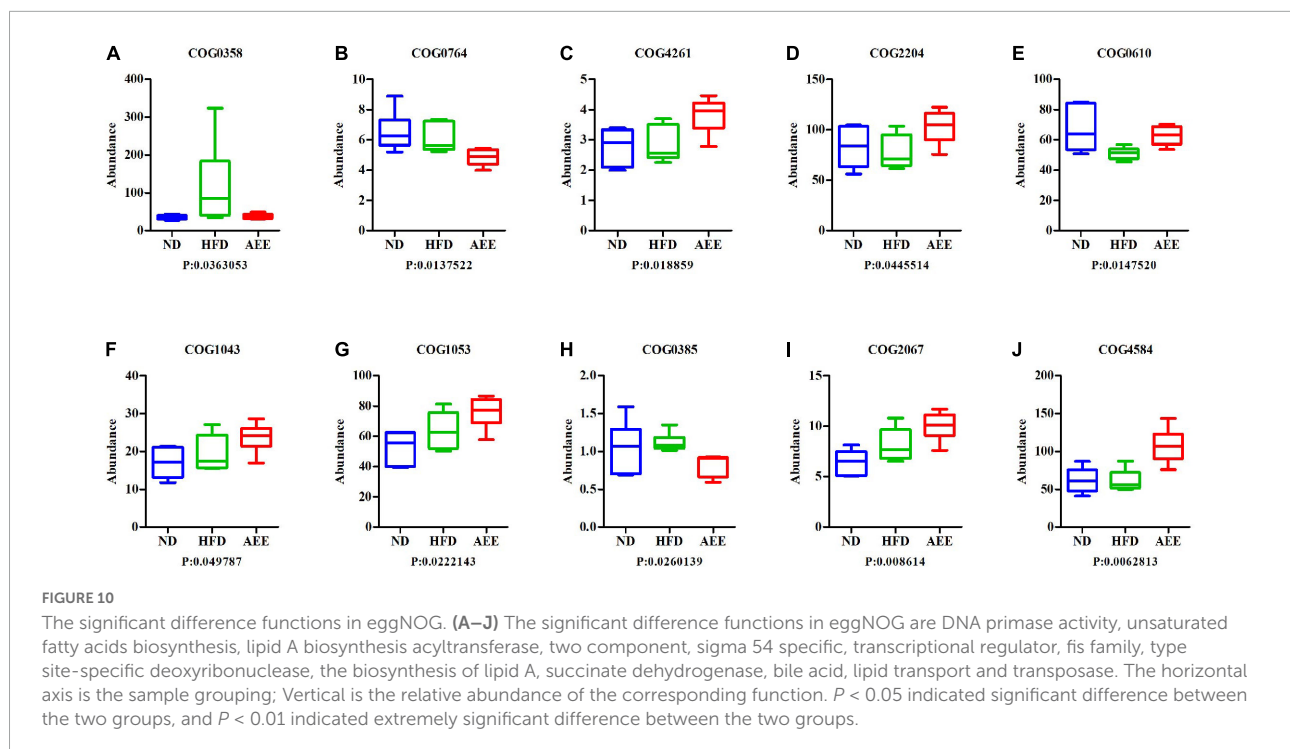 A
COG0358
Abundance
400
300
200
100
0
ND HFD AEE
P:0.0363053
B
COG0764
Abundance
8
6
4
2
0
10
ND HFD AEE
P:0.0137522
C
COG4261
Abundance
5
4
3
2
1
0
ND HFD AEE
P:0.018859
D
COG2204
Abundance
150
100
50
0
ND HFD AEE
P:0.0445514
E
COG0610
Abundance
100
80
60
40
20
0
ND HFD AEE
P:0.0147520
F
COG1043
Abundance
40
30
20
10
0
ND HFD AEE
P:0.049787
G
COG1053
Abundance
100
80
60
40
20
0
ND HFD AEE
P:0.0222143
H
COG0385
Abundance
2.0
1.5
1.0
0.5
0.0
ND HFD AEE
P:0.0260139
I
COG2067
Abundance
15
10
5
0
ND HFD AEE
P:0.008614
J
COG4584
Abundance
200
150
100
50
0
ND HFD AEE
P:0.0062813
FIGURE 10
The significant difference functions in eggNOG. (A–J) The significant difference functions in eggNOG are DNA primase activity, unsaturated
fatty acids biosynthesis, lipid A biosynthesis acyltransferase, two component, sigma 54 specific, transcriptional regulator, fis family, type
site-specific deoxyribonuclease, the biosynthesis of lipid A, succinate dehydrogenase, bile acid, lipid transport and transposase. The horizontal
axis is the sample grouping; Vertical is the relative abundance of the corresponding function. P < 0.05 indicated significant difference between
the two groups, and P < 0.01 indicated extremely significant difference between the two groups.